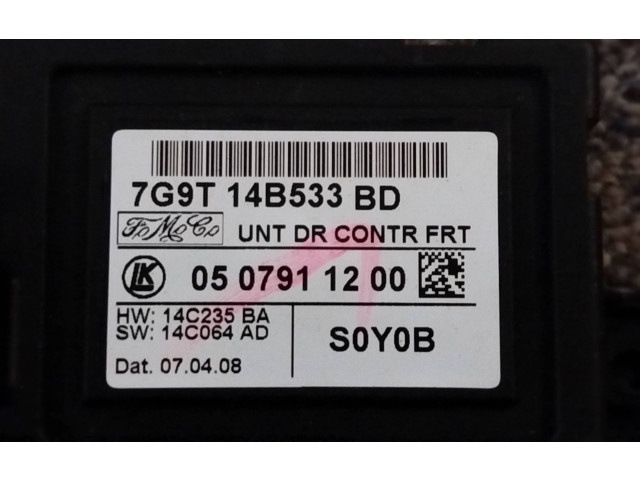 7G9T 14B533 BD
FoMoCo UNT DR CONTR FRT
LK 05 0791 12 00
HW: 14C235 BA
SW: 14C064 AD
S0Y0B
Dat. 07.04.08